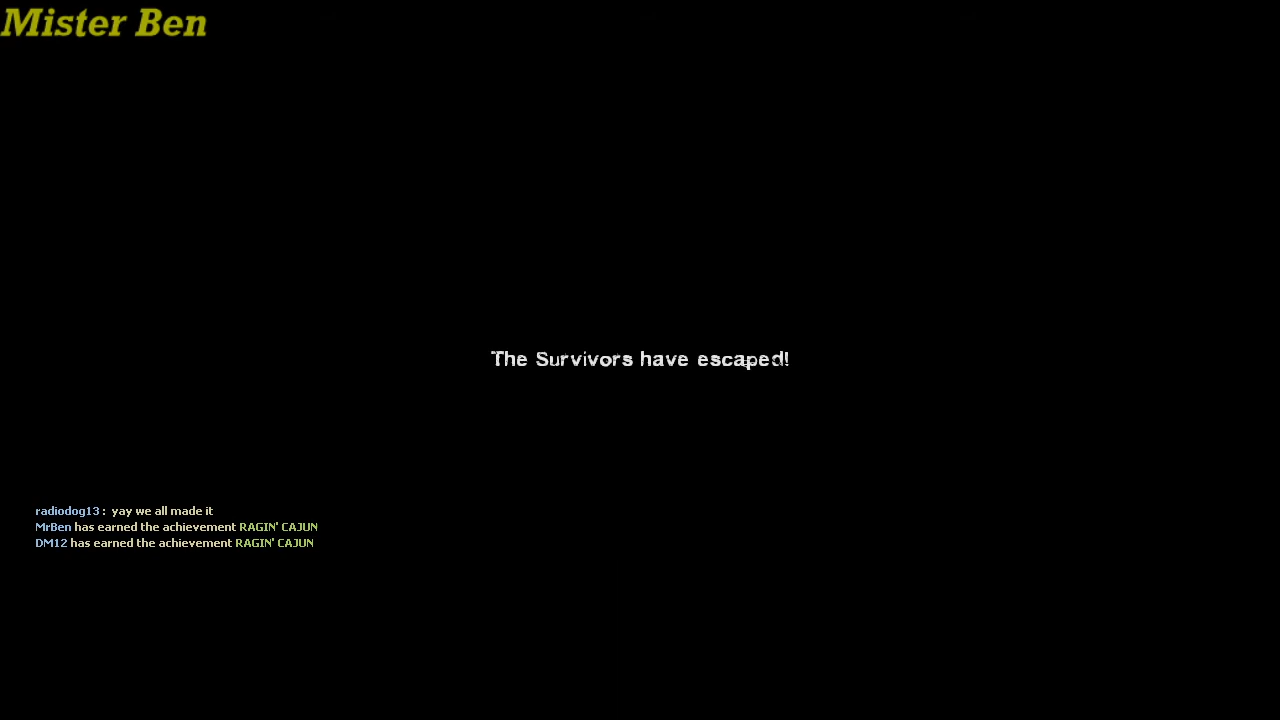 Mister Ben
The Survivors have escaped!
radiodog13 :  yay we all made it
MrBen has earned the achievement RAGIN' CAJUN
DM12 has earned the achievement RAGIN' CAJUN